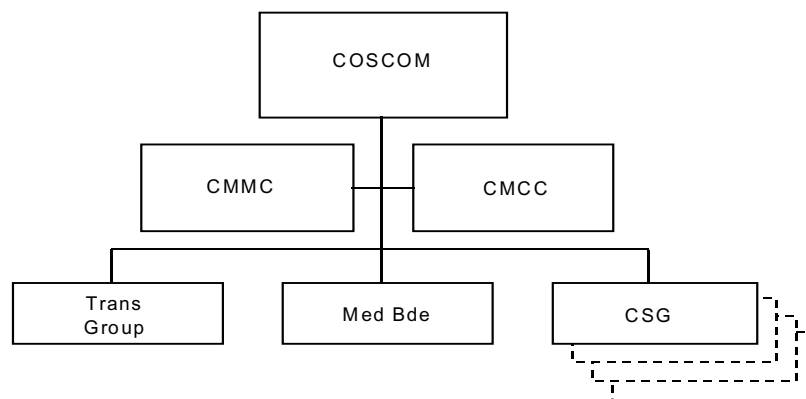 COSCOM
CMMC
CMCC
Trans
Group
Med Bde
CSG